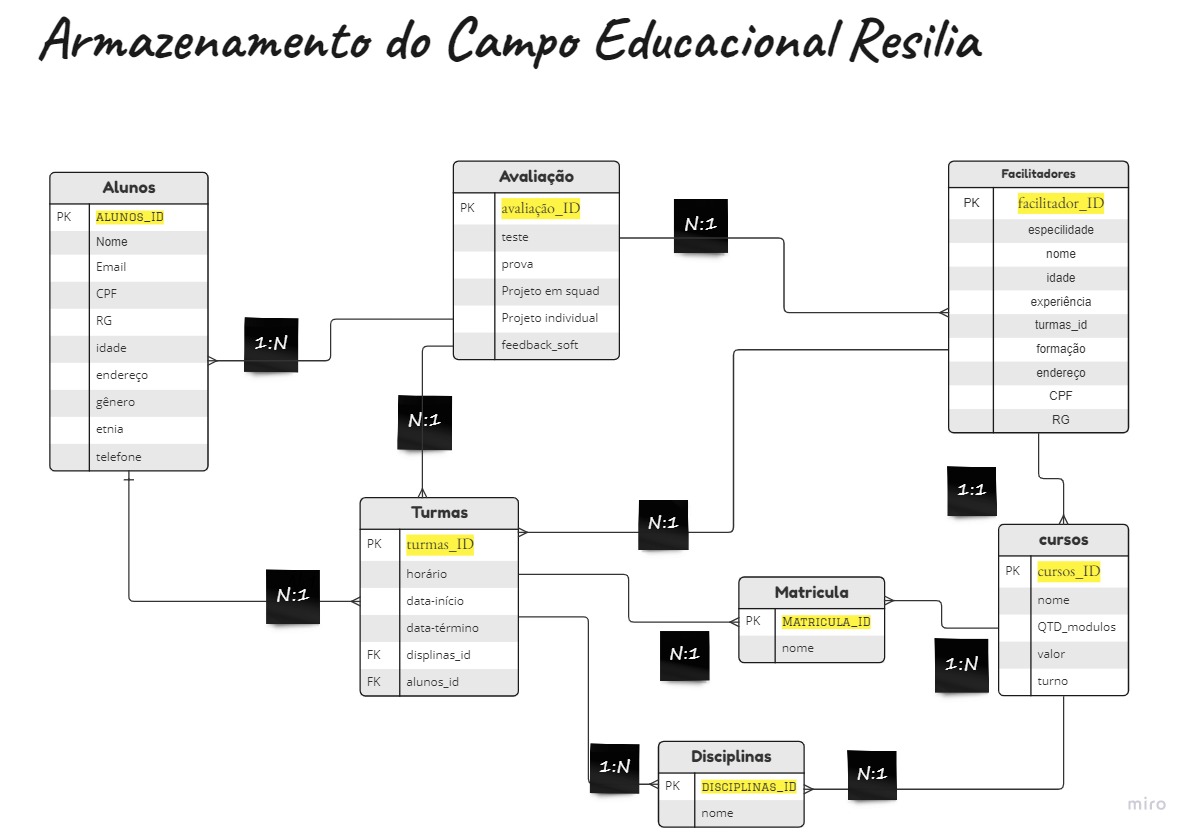 Armazenamento do Campo Educacional Resilia
Alunos
PK ALUNOS_ID
Nome
Email
CPF
RG
idade
endereço
gênero
etnia
telefone
Avaliação
PK avaliação_ID
teste
prova
Projeto em squad
Projeto individual
feedback_soft
Facilitadores
PK facilitador_ID
especilidade
nome
idade
experiência
turmas_id
formação
endereço
CPF
RG
N:1
1:N
N:1
1:1
N:1
N:1
Turmas
PK turmas_ID
horário
data-início
data-término
FK displinas_id
FK alunos_id
Matricula
PK MATRICULA_ID
nome
cursos
PK cursos_ID
nome
QTD_modulos
valor
turno
N:1
1:N
Disciplinas
PK DISCIPLINAS_ID
nome
1:N
N:1
miro